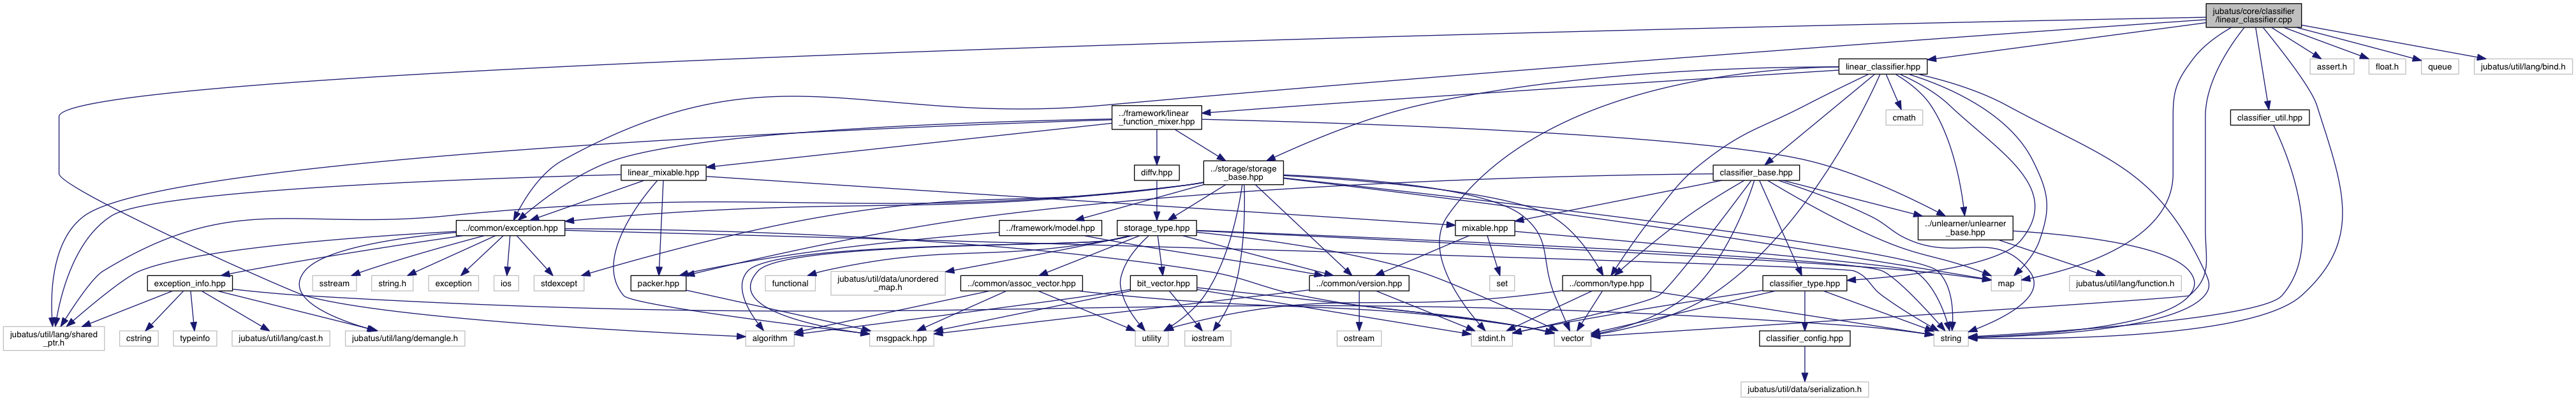 jubatus/core/classifier
/linear_classifier.cpp
linear_classifier.hpp
assert.h
float.h
queue
jubatus/util/lang/bind.h
../framework/linear
_function_mixer.hpp
cmath
classifier_util.hpp
linear_mixable.hpp
diffv.hpp
../storage/storage
_base.hpp
classifier_base.hpp
../common/exception.hpp
../framework/model.hpp
storage_type.hpp
mixable.hpp
../unlearner/unlearner
_base.hpp
exception_info.hpp
sstream
string.h
exception
ios
stdexcept
packer.hpp
functional
jubatus/util/data/unordered
_map.h
../common/assoc_vector.hpp
bit_vector.hpp
../common/version.hpp
set
../common/type.hpp
classifier_type.hpp
map
jubatus/util/lang/function.h
jubatus/util/lang/shared
_ptr.h
cstring
typeinfo
jubatus/util/lang/cast.h
jubatus/util/lang/demangle.h
algorithm
msgpack.hpp
utility
iostream
ostream
stdint.h
vector
classifier_config.hpp
string
jubatus/util/data/serialization.h